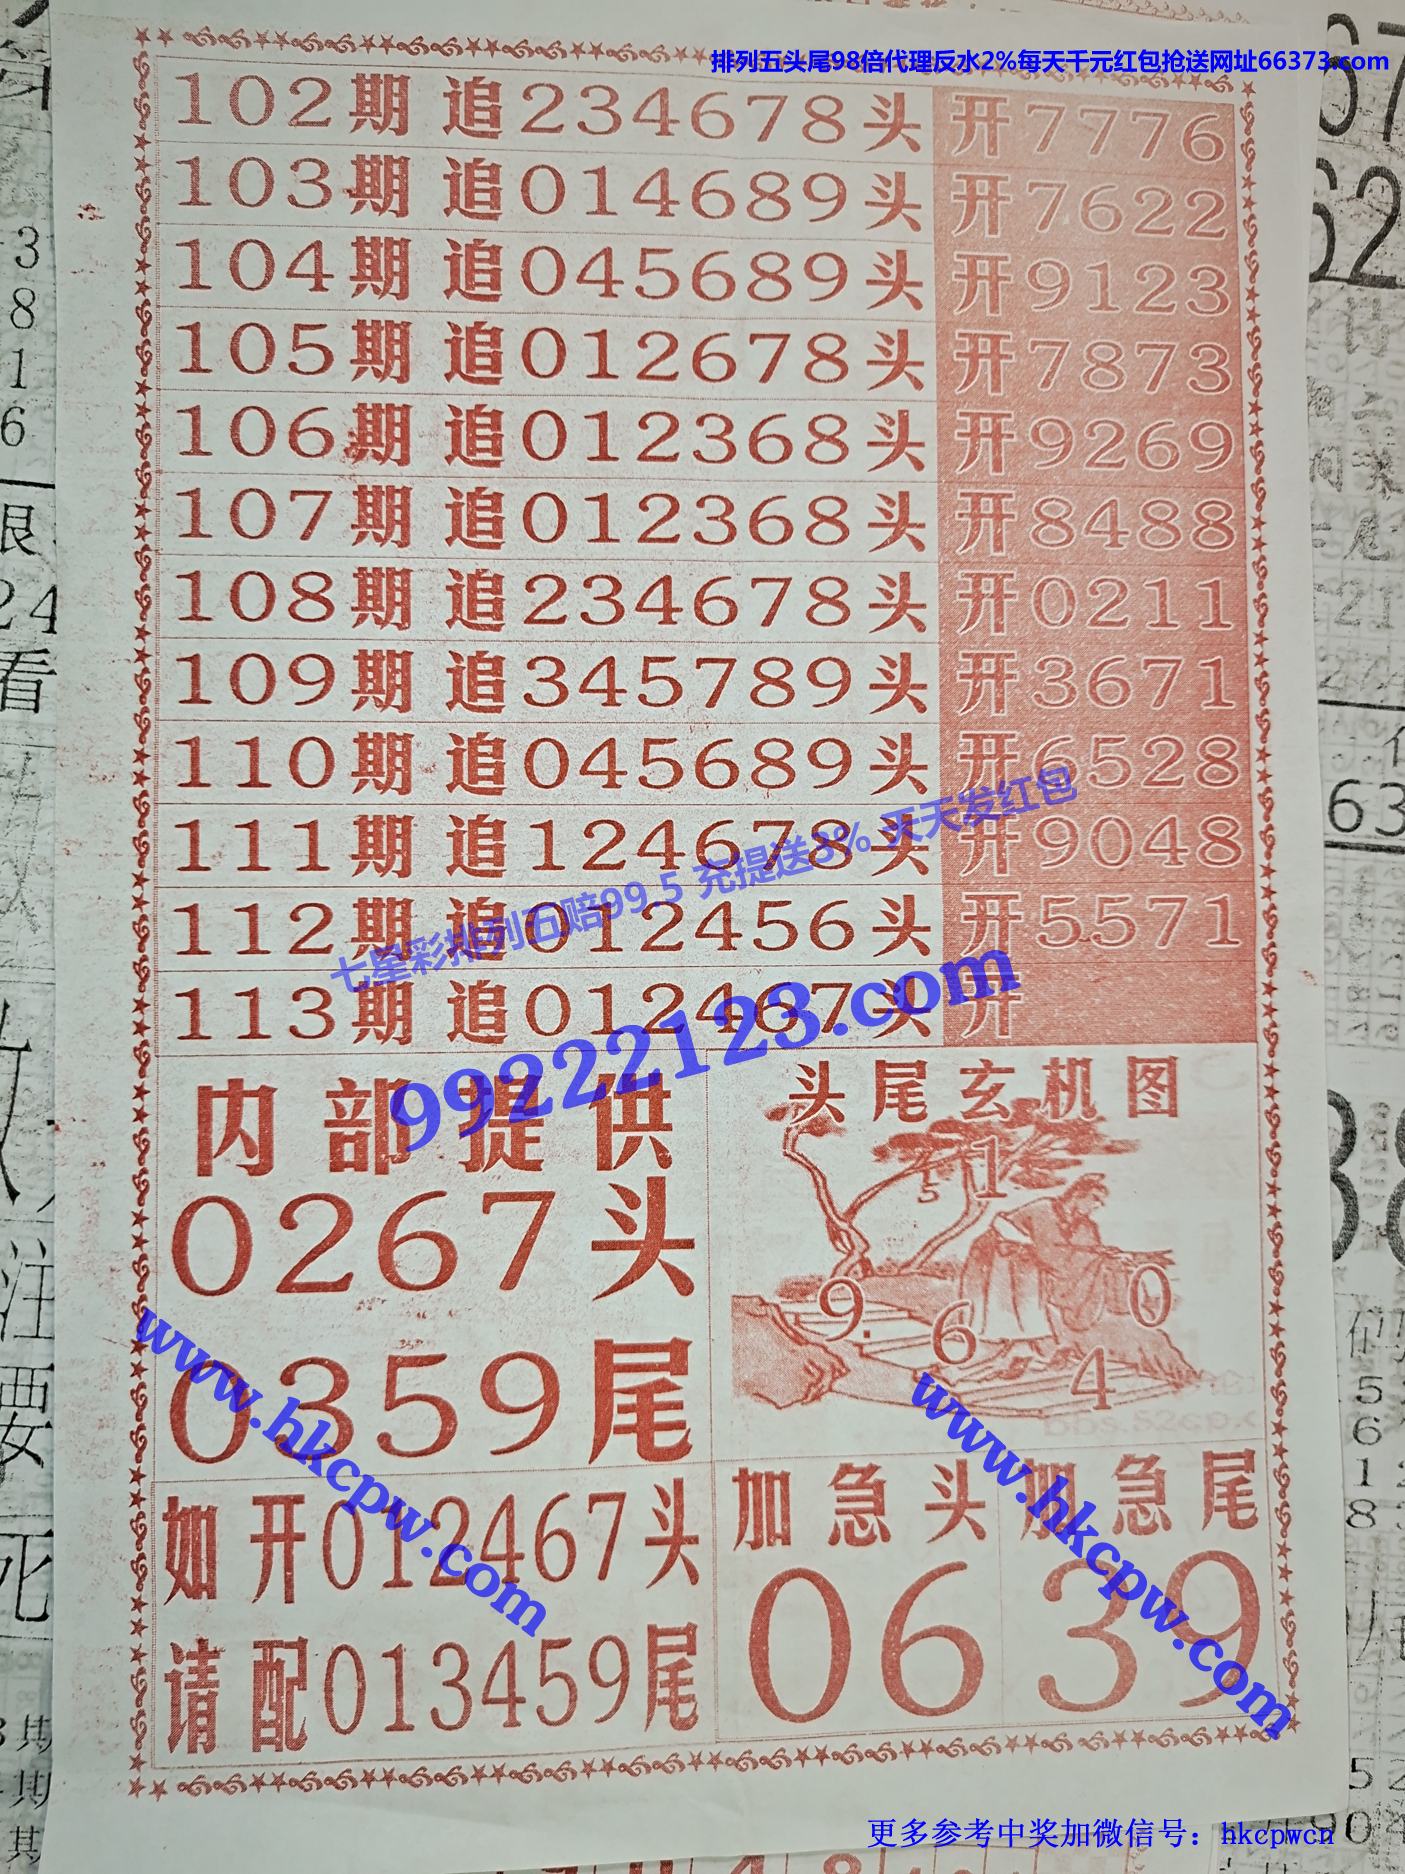 排列五头尾98倍代理反水2%每天千元红包抢送网址66373.com
102期 追234678头 开7776
103期 追014689头 开7622
104期 追045689头 开9123
105期 追012678头 开7873
106期 追012368头 开9269
107期 追012368头 开8488
108期 追234678头 开0211
109期 追345789头 开3671
110期 追045689头 开6528
111期 追124678头 开9048
112期 追012456头 开5571
113期 追012467头 开
七星彩排列五赔99.5 充提送3% 天天发红包
99222123.com
内部提供
0267头
0359尾
头尾玄机图
5 1
9. 6 0
4
bbs.52cp.c
www.hkcpw.com
www.hkcpw.com
如开012467头
请配013459尾
加急头 加急尾
06 39
更多参考中奖加微信号：hkcpwcn
3
8
1
6
24
看
注
要
死
62
63